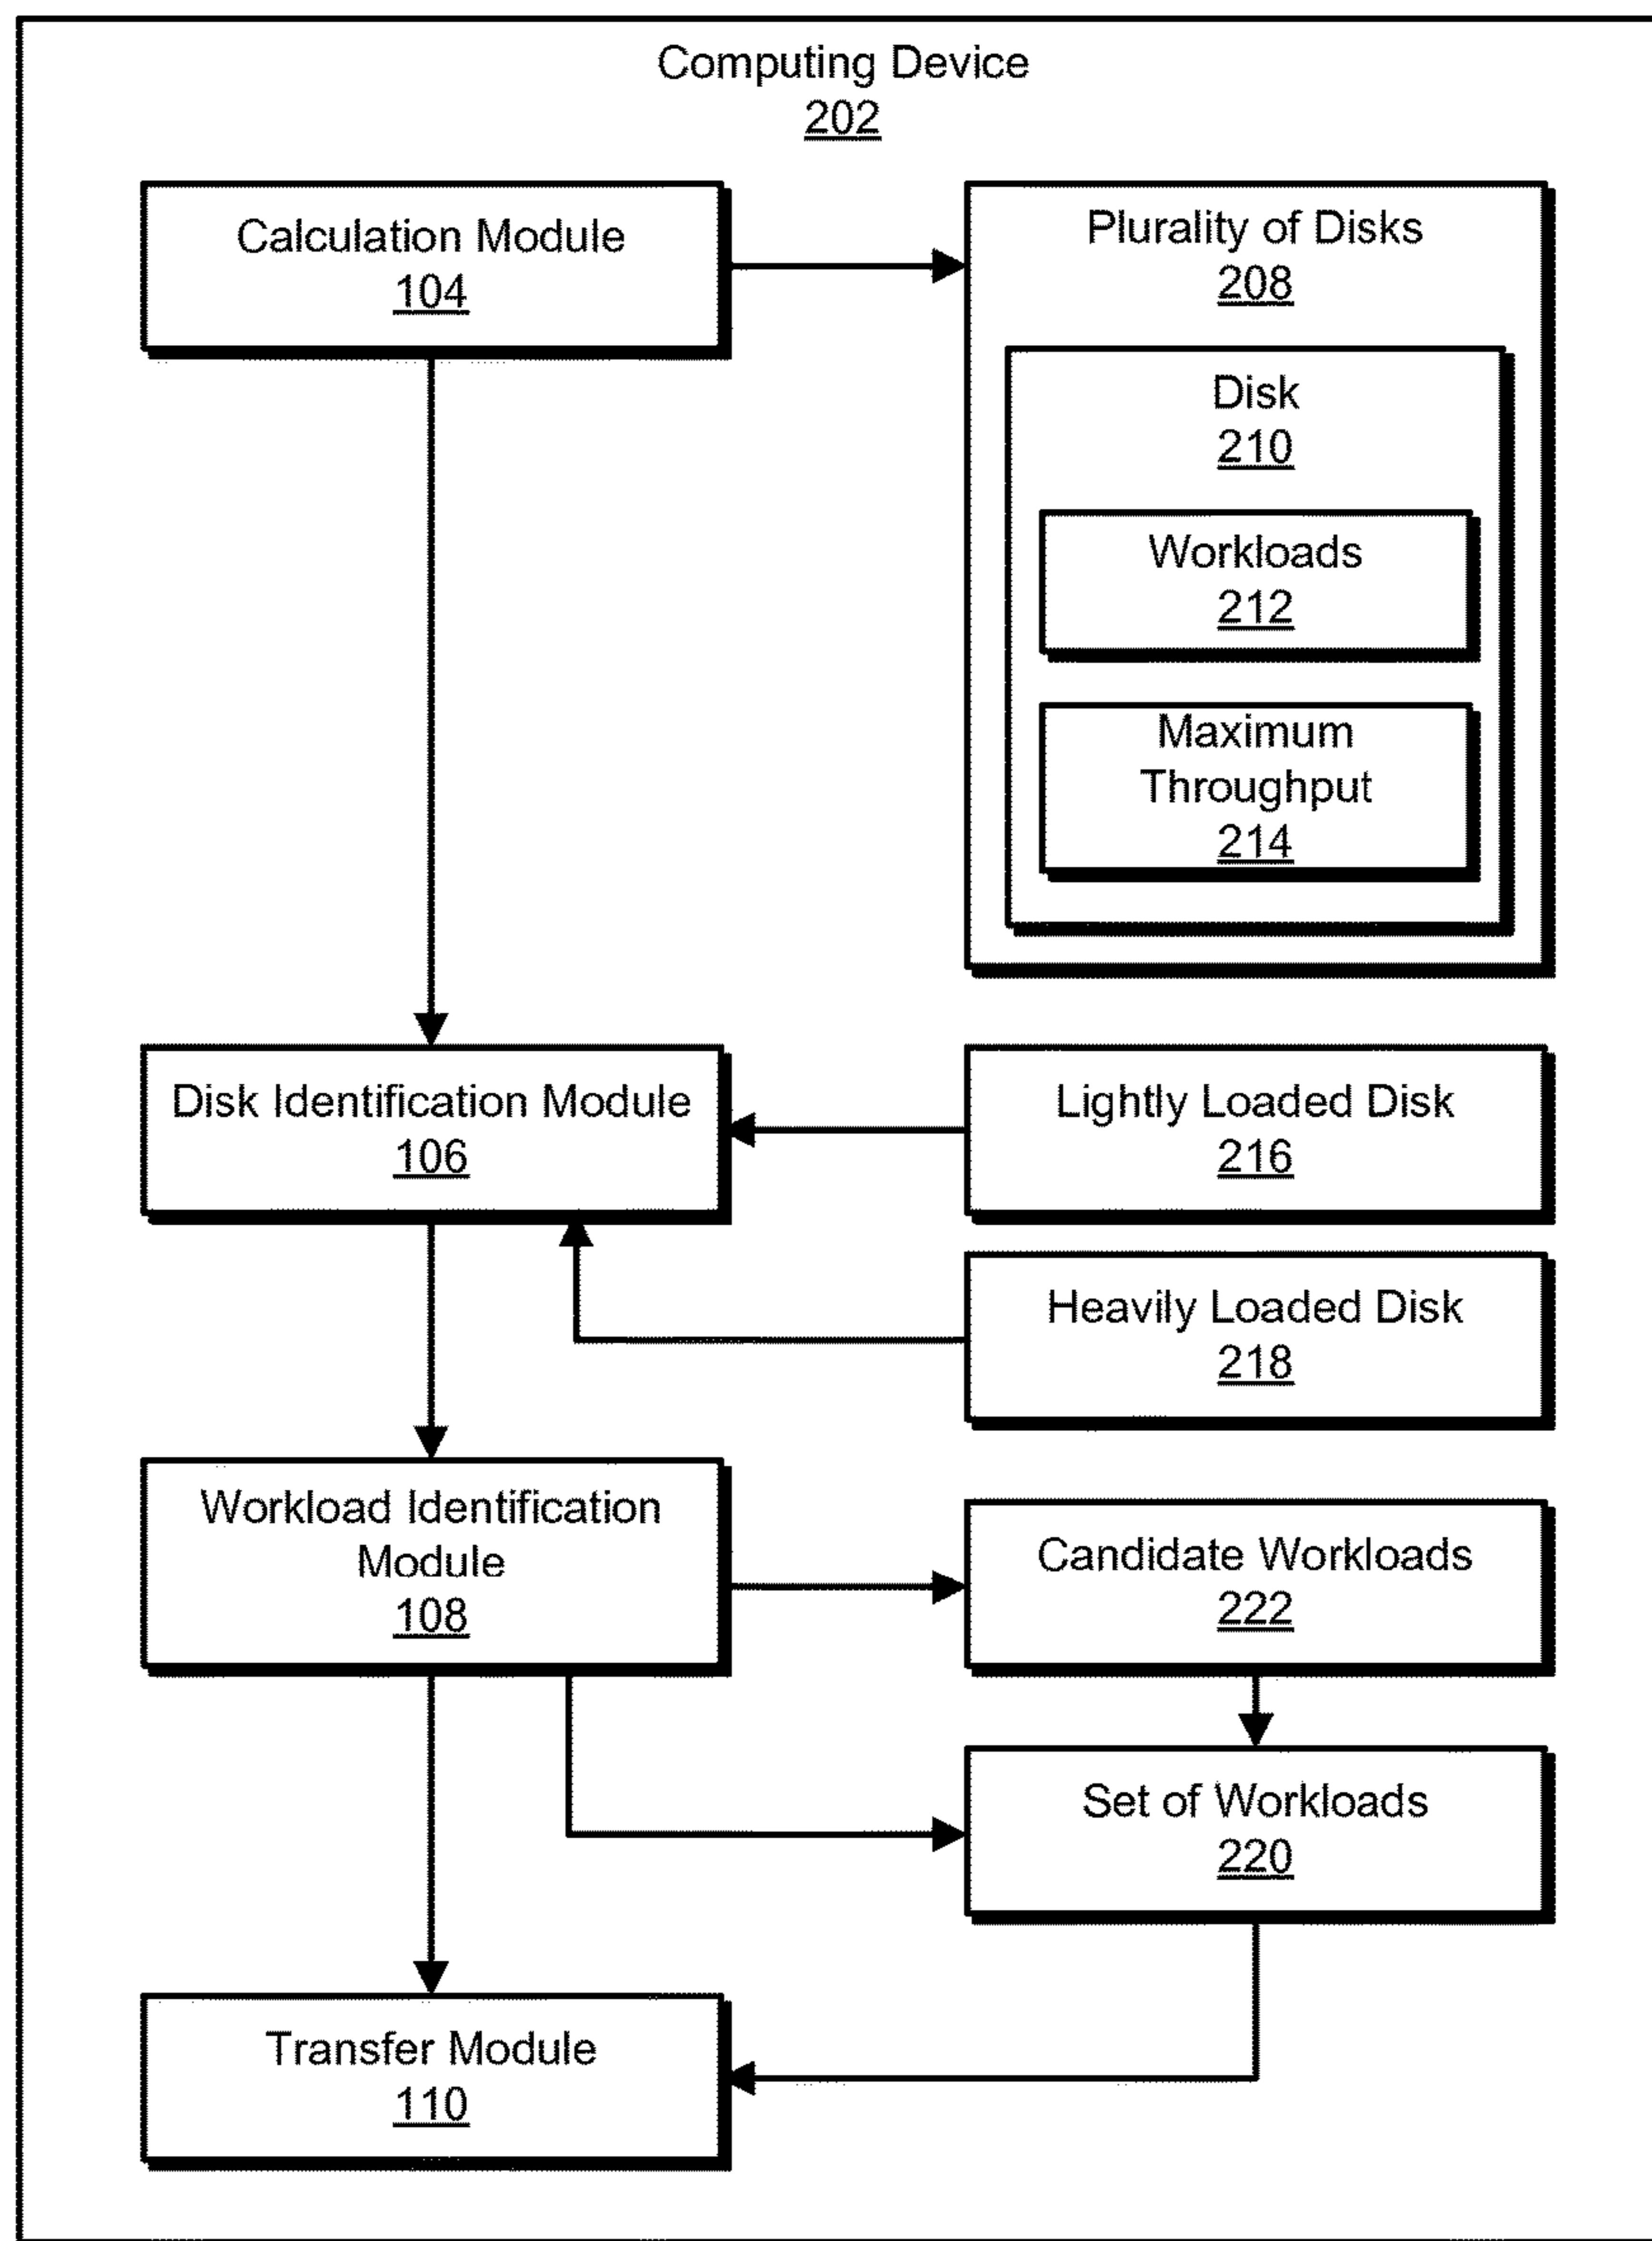 Computing Device
202
Calculation Module
104
Plurality of Disks
208
Disk
210
Workloads
212
Maximum
Throughput
214
Disk Identification Module
106
Lightly Loaded Disk
216
Heavily Loaded Disk
218
Workload Identification
Module
108
Candidate Workloads
222
Set of Workloads
220
Transfer Module
110